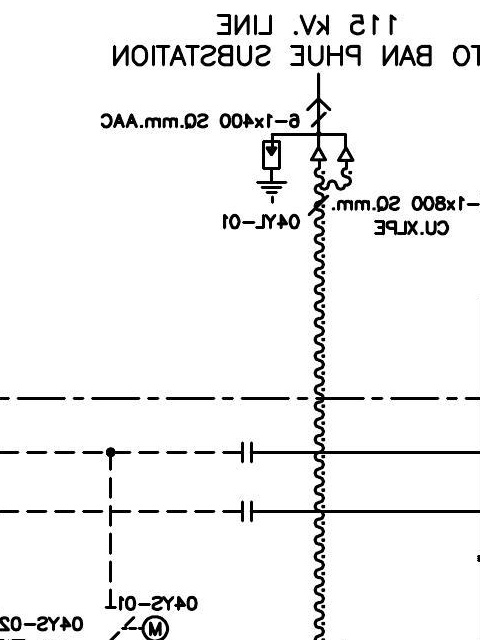 115 kV. LINE
TO BAN PHUE SUBSTATION
6-1x400 SQ.mm.AAC
-1x800 SQ.mm.
CU.XLPE
04YL-01
04YS-01
04YS-02
M